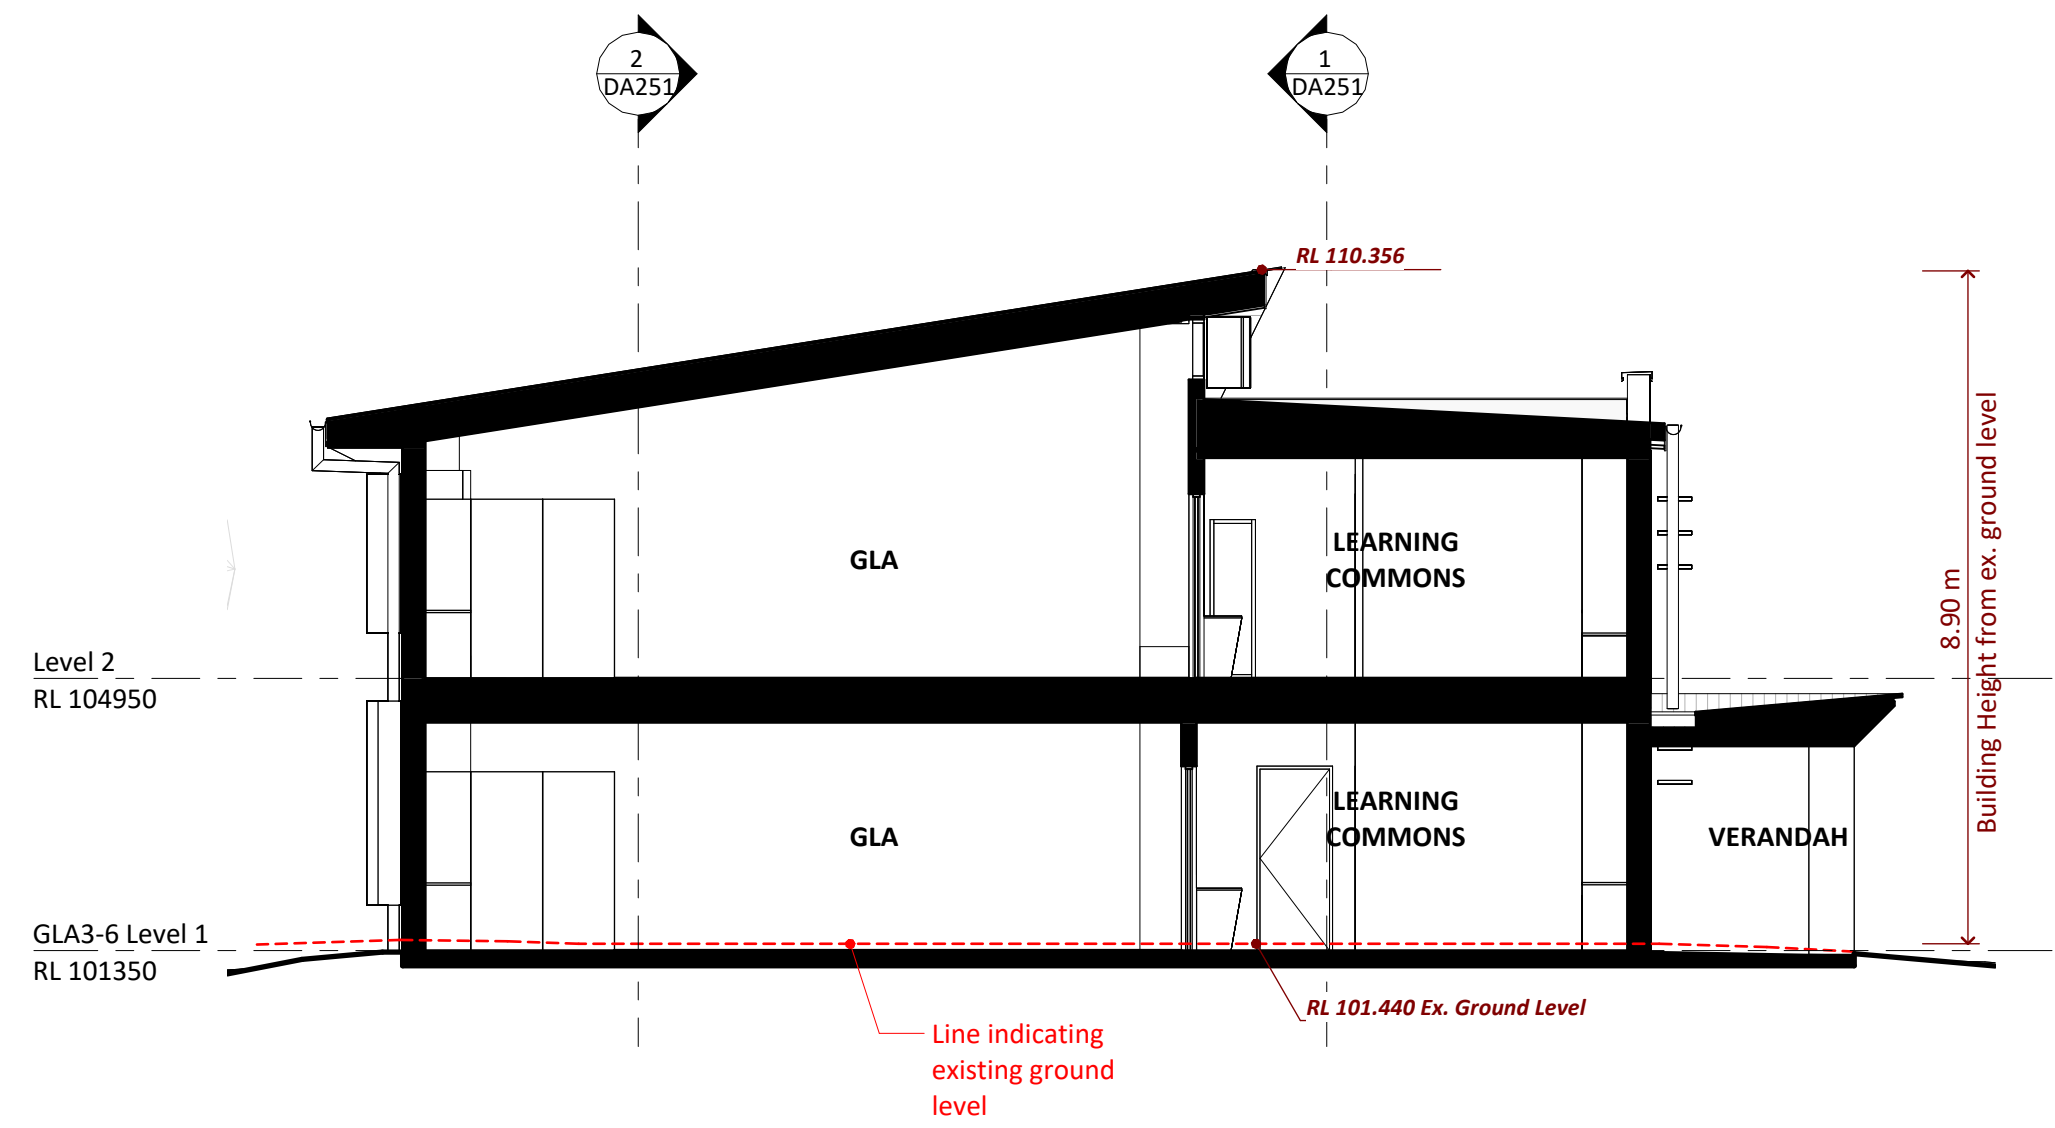 2
DA251
1
DA251
RL 110.356
GLA
LEARNING
COMMONS
8.90 m
Building Height from ex. ground level
Level 2
RL 104950
GLA
LEARNING
COMMONS
VERANDAH
GLA3-6 Level 1
RL 101350
RL 101.440 Ex. Ground Level
Line indicating
existing ground
level